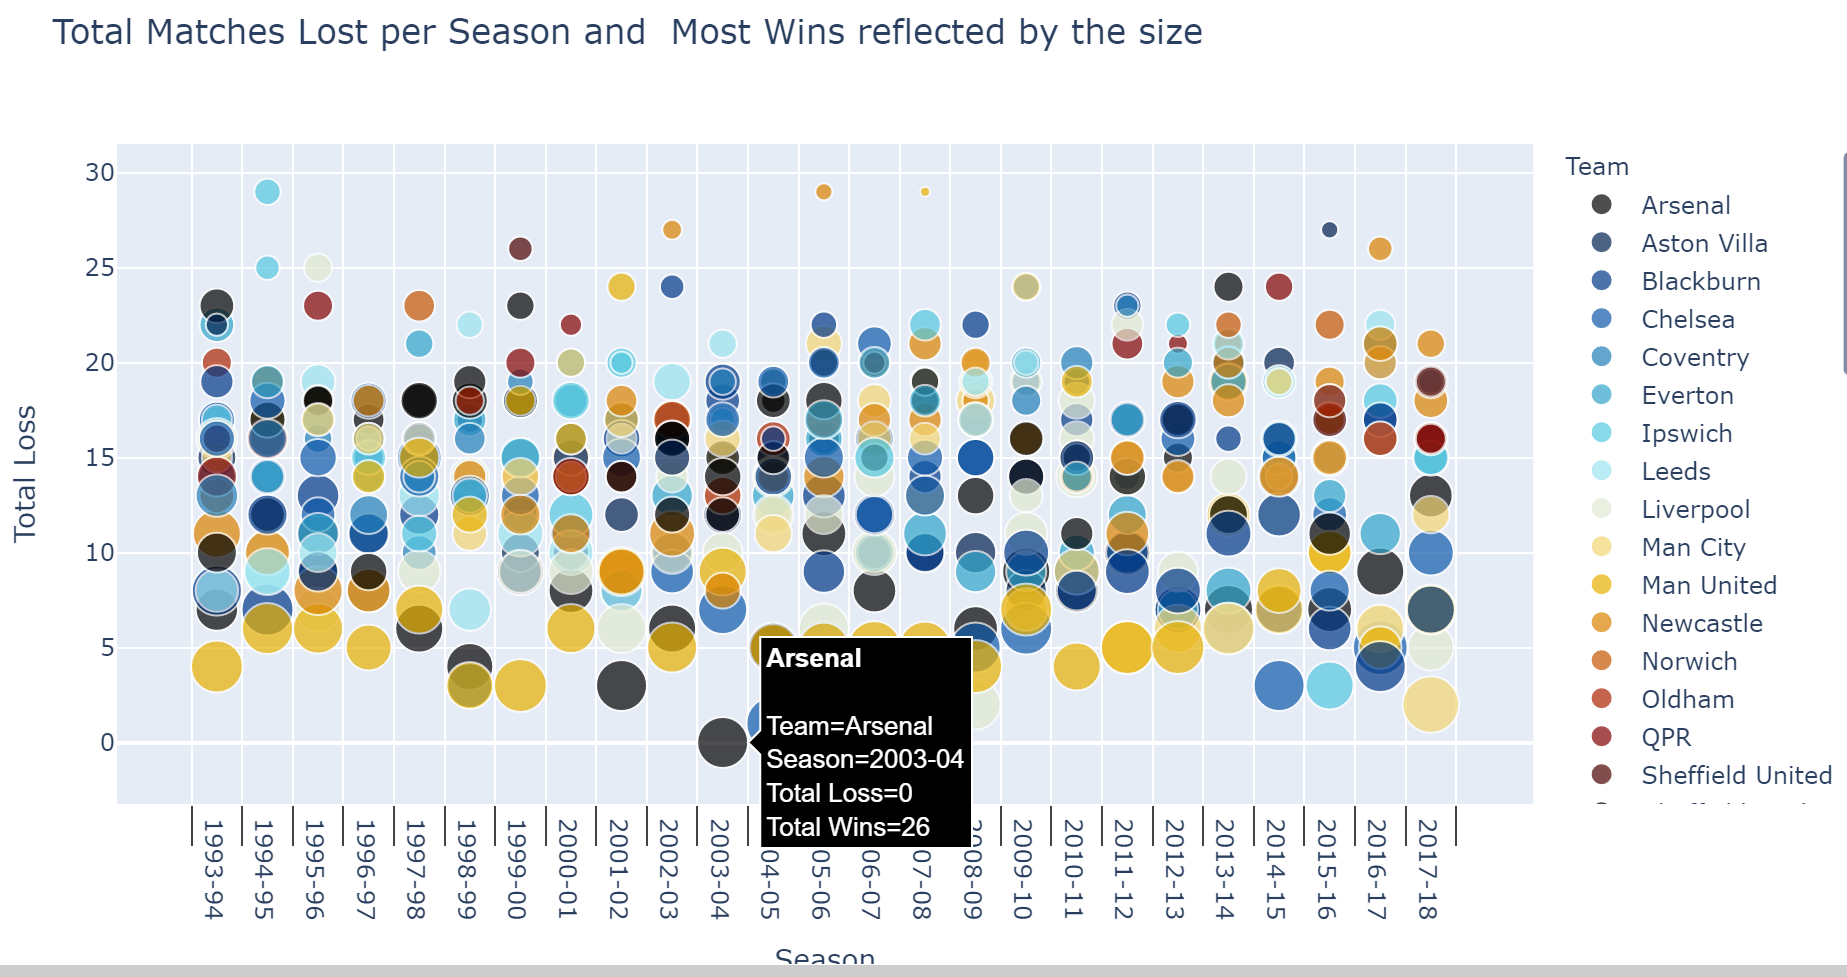 Total Matches Lost per Season and  Most Wins reflected by the size
30
25
20
15
10
5
0
Total Loss
1993-94
1994-95
1995-96
1996-97
1997-98
1998-99
1999-00
2000-01
2001-02
2002-03
2003-04
04-05
05-06
06-07
07-08
08-09
2009-10
2010-11
2011-12
2012-13
2013-14
2014-15
2015-16
2016-17
2017-18
Season
Arsenal
Team=Arsenal
Season=2003-04
Total Loss=0
Total Wins=26
Team
Arsenal
Aston Villa
Blackburn
Chelsea
Coventry
Everton
Ipswich
Leeds
Liverpool
Man City
Man United
Newcastle
Norwich
Oldham
QPR
Sheffield United